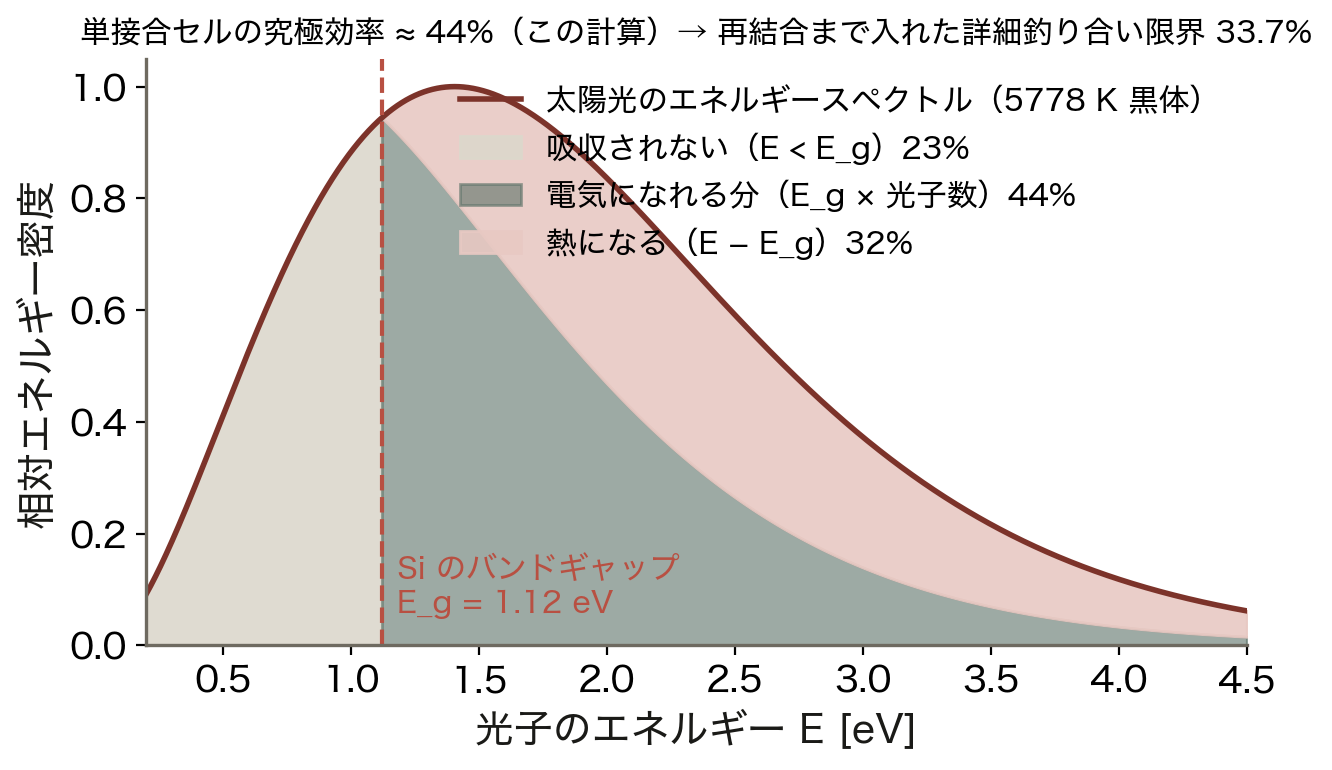 単接合セルの究極効率 ≈ 44%（この計算）→ 再結合まで入れた詳細釣り合い限界 33.7%
太陽光のエネルギースペクトル（5778 K 黒体）
吸収されない（E < E_g）23%
電気になれる分（E_g × 光子数）44%
熱になる（E − E_g）32%
相対エネルギー密度
1.0
0.8
0.6
0.4
0.2
0.0
Si のバンドギャップ
E_g = 1.12 eV
0.5 1.0 1.5 2.0 2.5 3.0 3.5 4.0 4.5
光子のエネルギー E [eV]